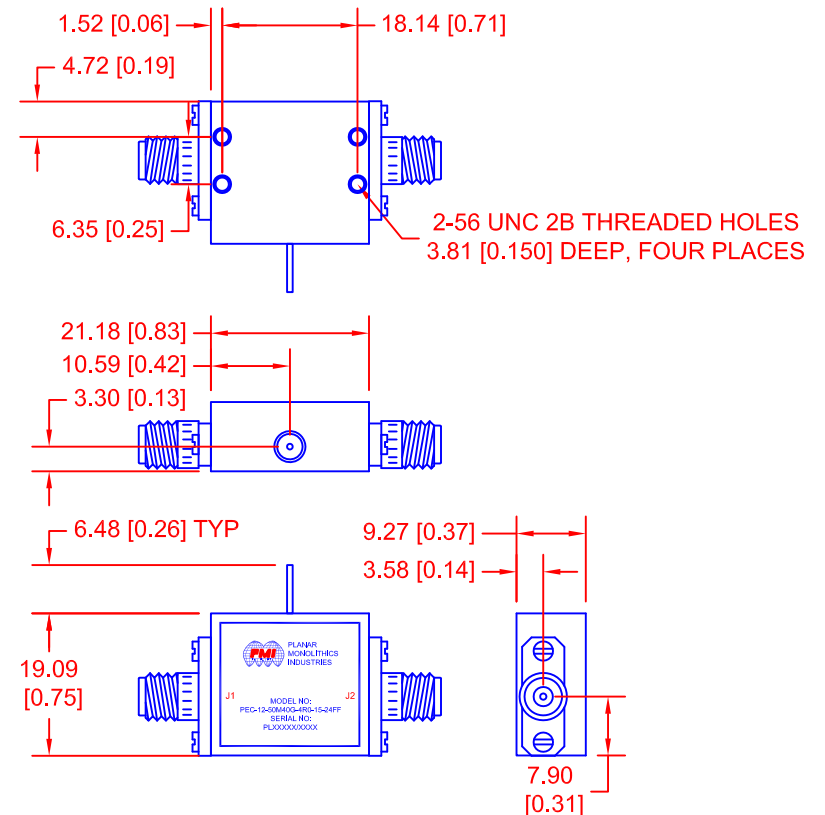 1.52 [0.06]
18.14 [0.71]
4.72 [0.19]
6.35 [0.25]
2-56 UNC 2B THREADED HOLES
3.81 [0.150] DEEP, FOUR PLACES
21.18 [0.83]
10.59 [0.42]
3.30 [0.13]
6.48 [0.26] TYP
9.27 [0.37]
3.58 [0.14]
19.09
[0.75]
PMI
PLANAR
MONOLITHICS
INDUSTRIES
J1
J2
MODEL NO:
PEC-12-50M40G-4R0-15-24FF
SERIAL NO:
PLXXXXX/XXXX
7.90
[0.31]